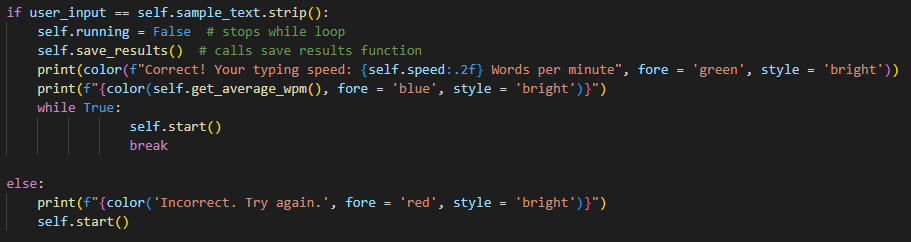 if user_input == self.sample_text.strip():
    self.running = False  # stops while loop
    self.save_results()  # calls save results function
    print(color(f"Correct! Your typing speed: {self.speed:.2f} Words per minute", fore = 'green', style = 'bright'))
    print(f"{color(self.get_average_wpm(), fore = 'blue', style = 'bright')}")
    while True:
                self.start()
                break
else:
    print(f"{color('Incorrect. Try again.', fore = 'red', style = 'bright')}")
    self.start()